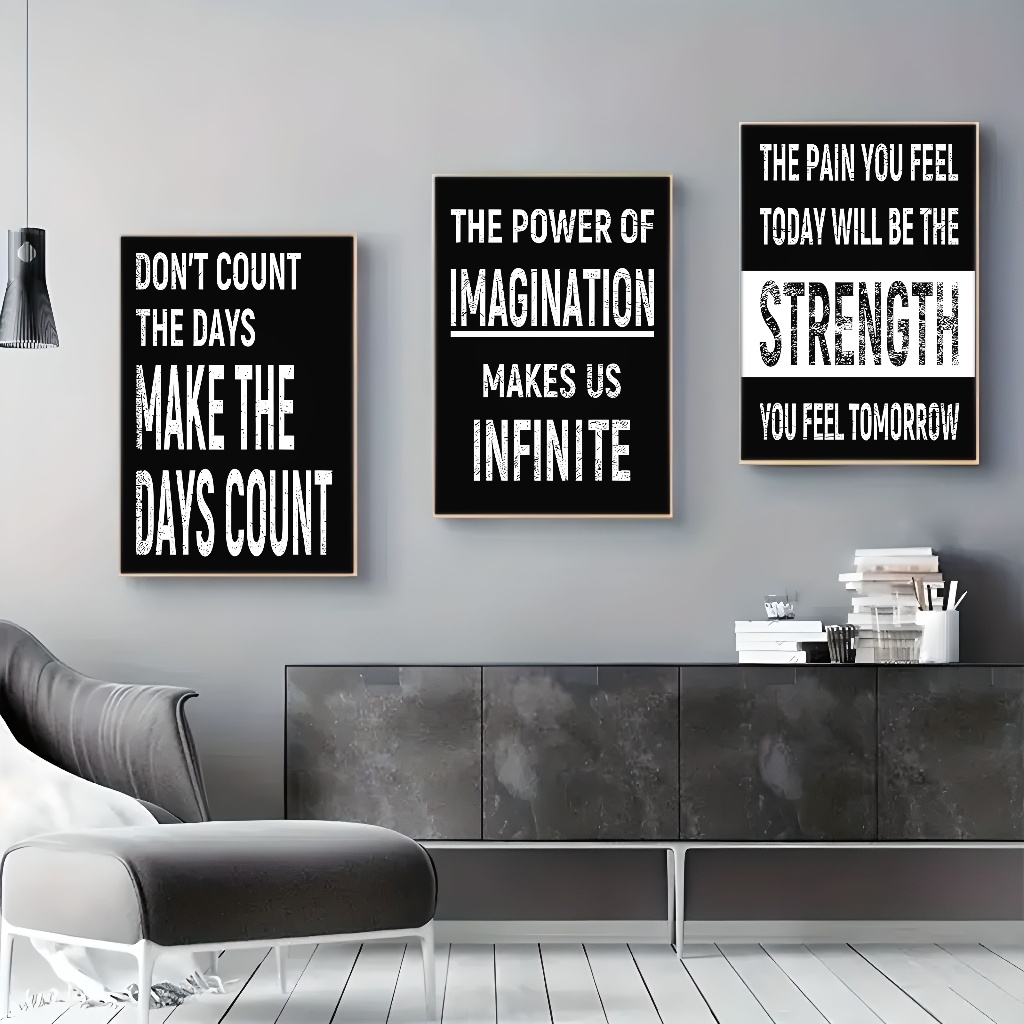 DON'T COUNT
THE DAYS
MAKE THE
DAYS COUNT
THE POWER OF
IMAGINATION
MAKES US
INFINITE
THE PAIN YOU FEEL
TODAY WILL BE THE
STRENGTH
YOU FEEL TOMORROW